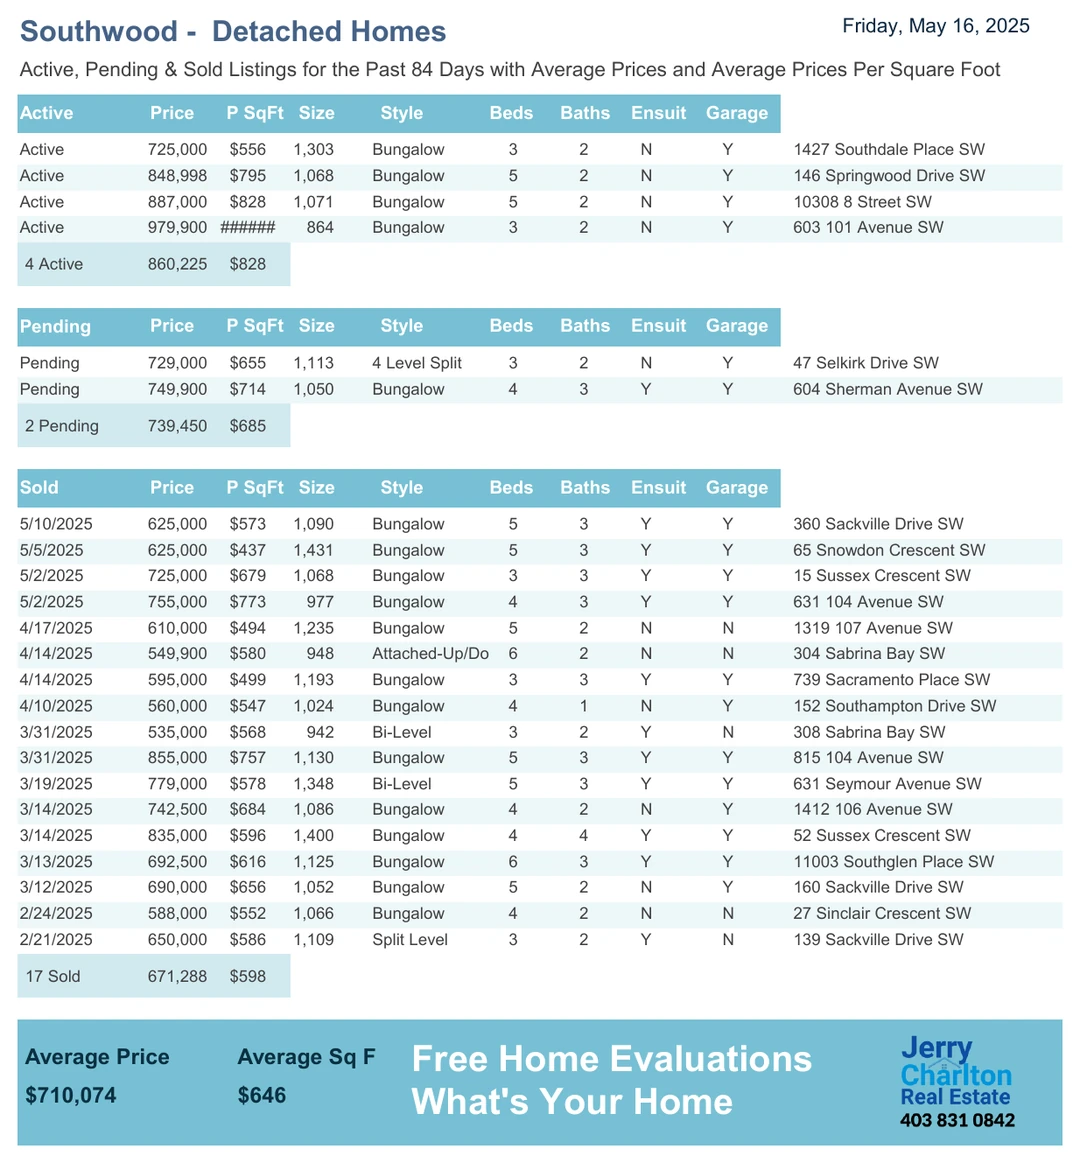 Southwood -  Detached Homes
Friday, May 16, 2025
Active, Pending & Sold Listings for the Past 84 Days with Average Prices and Average Prices Per Square Foot
Active Price P SqFt Size Style Beds Baths Ensuit Garage
Active 725,000 $556 1,303 Bungalow 3 2 N Y 1427 Southdale Place SW
Active 848,998 $795 1,068 Bungalow 5 2 N Y 146 Springwood Drive SW
Active 887,000 $828 1,071 Bungalow 5 2 N Y 10308 8 Street SW
Active 979,900 ###### 864 Bungalow 3 2 N Y 603 101 Avenue SW
4 Active 860,225 $828
Pending Price P SqFt Size Style Beds Baths Ensuit Garage
Pending 729,000 $655 1,113 4 Level Split 3 2 N Y 47 Selkirk Drive SW
Pending 749,900 $714 1,050 Bungalow 4 3 Y Y 604 Sherman Avenue SW
2 Pending 739,450 $685
Sold Price P SqFt Size Style Beds Baths Ensuit Garage
5/10/2025 625,000 $573 1,090 Bungalow 5 3 Y Y 360 Sackville Drive SW
5/5/2025 625,000 $437 1,431 Bungalow 5 3 Y Y 65 Snowdon Crescent SW
5/2/2025 725,000 $679 1,068 Bungalow 3 3 Y Y 15 Sussex Crescent SW
5/2/2025 755,000 $773 977 Bungalow 4 3 Y Y 631 104 Avenue SW
4/17/2025 610,000 $494 1,235 Bungalow 5 2 N N 1319 107 Avenue SW
4/14/2025 549,900 $580 948 Attached-Up/Do 6 2 N N 304 Sabrina Bay SW
4/14/2025 595,000 $499 1,193 Bungalow 3 3 Y Y 739 Sacramento Place SW
4/10/2025 560,000 $547 1,024 Bungalow 4 1 N Y 152 Southampton Drive SW
3/31/2025 535,000 $568 942 Bi-Level 3 2 Y N 308 Sabrina Bay SW
3/31/2025 855,000 $757 1,130 Bungalow 5 3 Y Y 815 104 Avenue SW
3/19/2025 779,000 $578 1,348 Bi-Level 5 3 Y Y 631 Seymour Avenue SW
3/14/2025 742,500 $684 1,086 Bungalow 4 2 N Y 1412 106 Avenue SW
3/14/2025 835,000 $596 1,400 Bungalow 4 4 Y Y 52 Sussex Crescent SW
3/13/2025 692,500 $616 1,125 Bungalow 6 3 Y Y 11003 Southglen Place SW
3/12/2025 690,000 $656 1,052 Bungalow 5 2 N Y 160 Sackville Drive SW
2/24/2025 588,000 $552 1,066 Bungalow 4 2 N N 27 Sinclair Crescent SW
2/21/2025 650,000 $586 1,109 Split Level 3 2 Y N 139 Sackville Drive SW
17 Sold 671,288 $598
Average Price Average Sq F
$710,074 $646
Free Home Evaluations
What's Your Home
Jerry
Charlton
Real Estate
403 831 0842